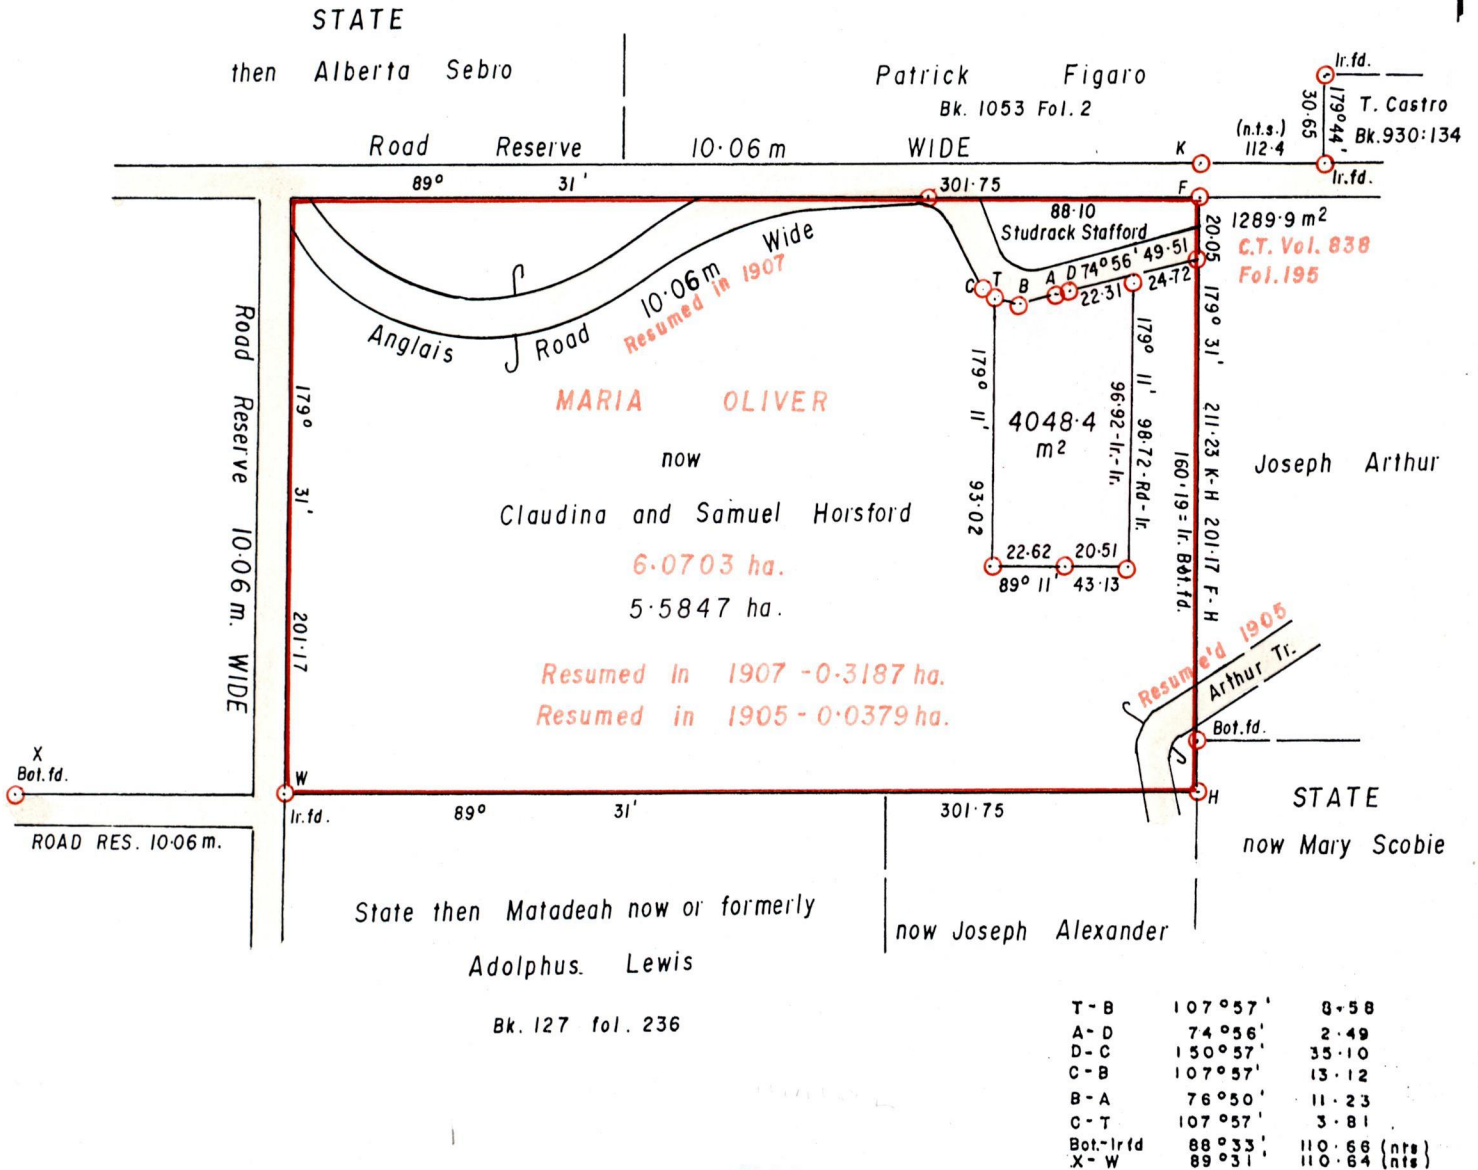 STATE
then Alberta Sebro
Patrick Figaro
Bk. 1053 Fol. 2
Ir.fd.
179°44'
30·65
T. Castro
Bk.930:134
(n.t.s.)
112·4
Ir.fd.
Road Reserve 10·06 m WIDE
K
89° 31' 301·75
F
88·10
Studrack Stafford
74°56' 49·51
20·05
1289·9 m2
C.T. Vol. 838
Fol.195
C T B A D
22·31
24·72
Anglais Road 10·06 m Wide
Resumed in 1907
Road Reserve 10·06 m. WIDE
179° 31' 201·17
MARIA OLIVER
now
Claudina and Samuel Horsford
6·0703 ha.
5·5847 ha.
Resumed In 1907 - 0·3187 ha.
Resumed in 1905 - 0·0379 ha.
179° 11' 93·02
4048·4
m2
179° 11' 98·72-Rd-Ir.
96·92-Ir.-Ir.
22·62 20·51
89° 11' 43·13
179° 31' 211·23 K-H 201·17 F-H
160·19 = Ir. Bot.fd.
Joseph Arthur
Resume'd 1905
Arthur Tr.
Bot.fd.
H
X
Bot.fd.
W
Ir.fd.
89° 31' 301·75
ROAD RES. 10·06 m.
STATE
now Mary Scobie
State then Matadeah now or formerly
Adolphus. Lewis
Bk. 127 fol. 236
now Joseph Alexander
T - B 107°57' 8·58
A - D 74°56' 2·49
D - C 150°57' 35·10
C - B 107°57' 13·12
B - A 76°50' 11·23
C - T 107°57' 3·81
Bot.-Ir fd 88°33' 110·66 (nts)
X - W 89°31' 110·64 (nts)